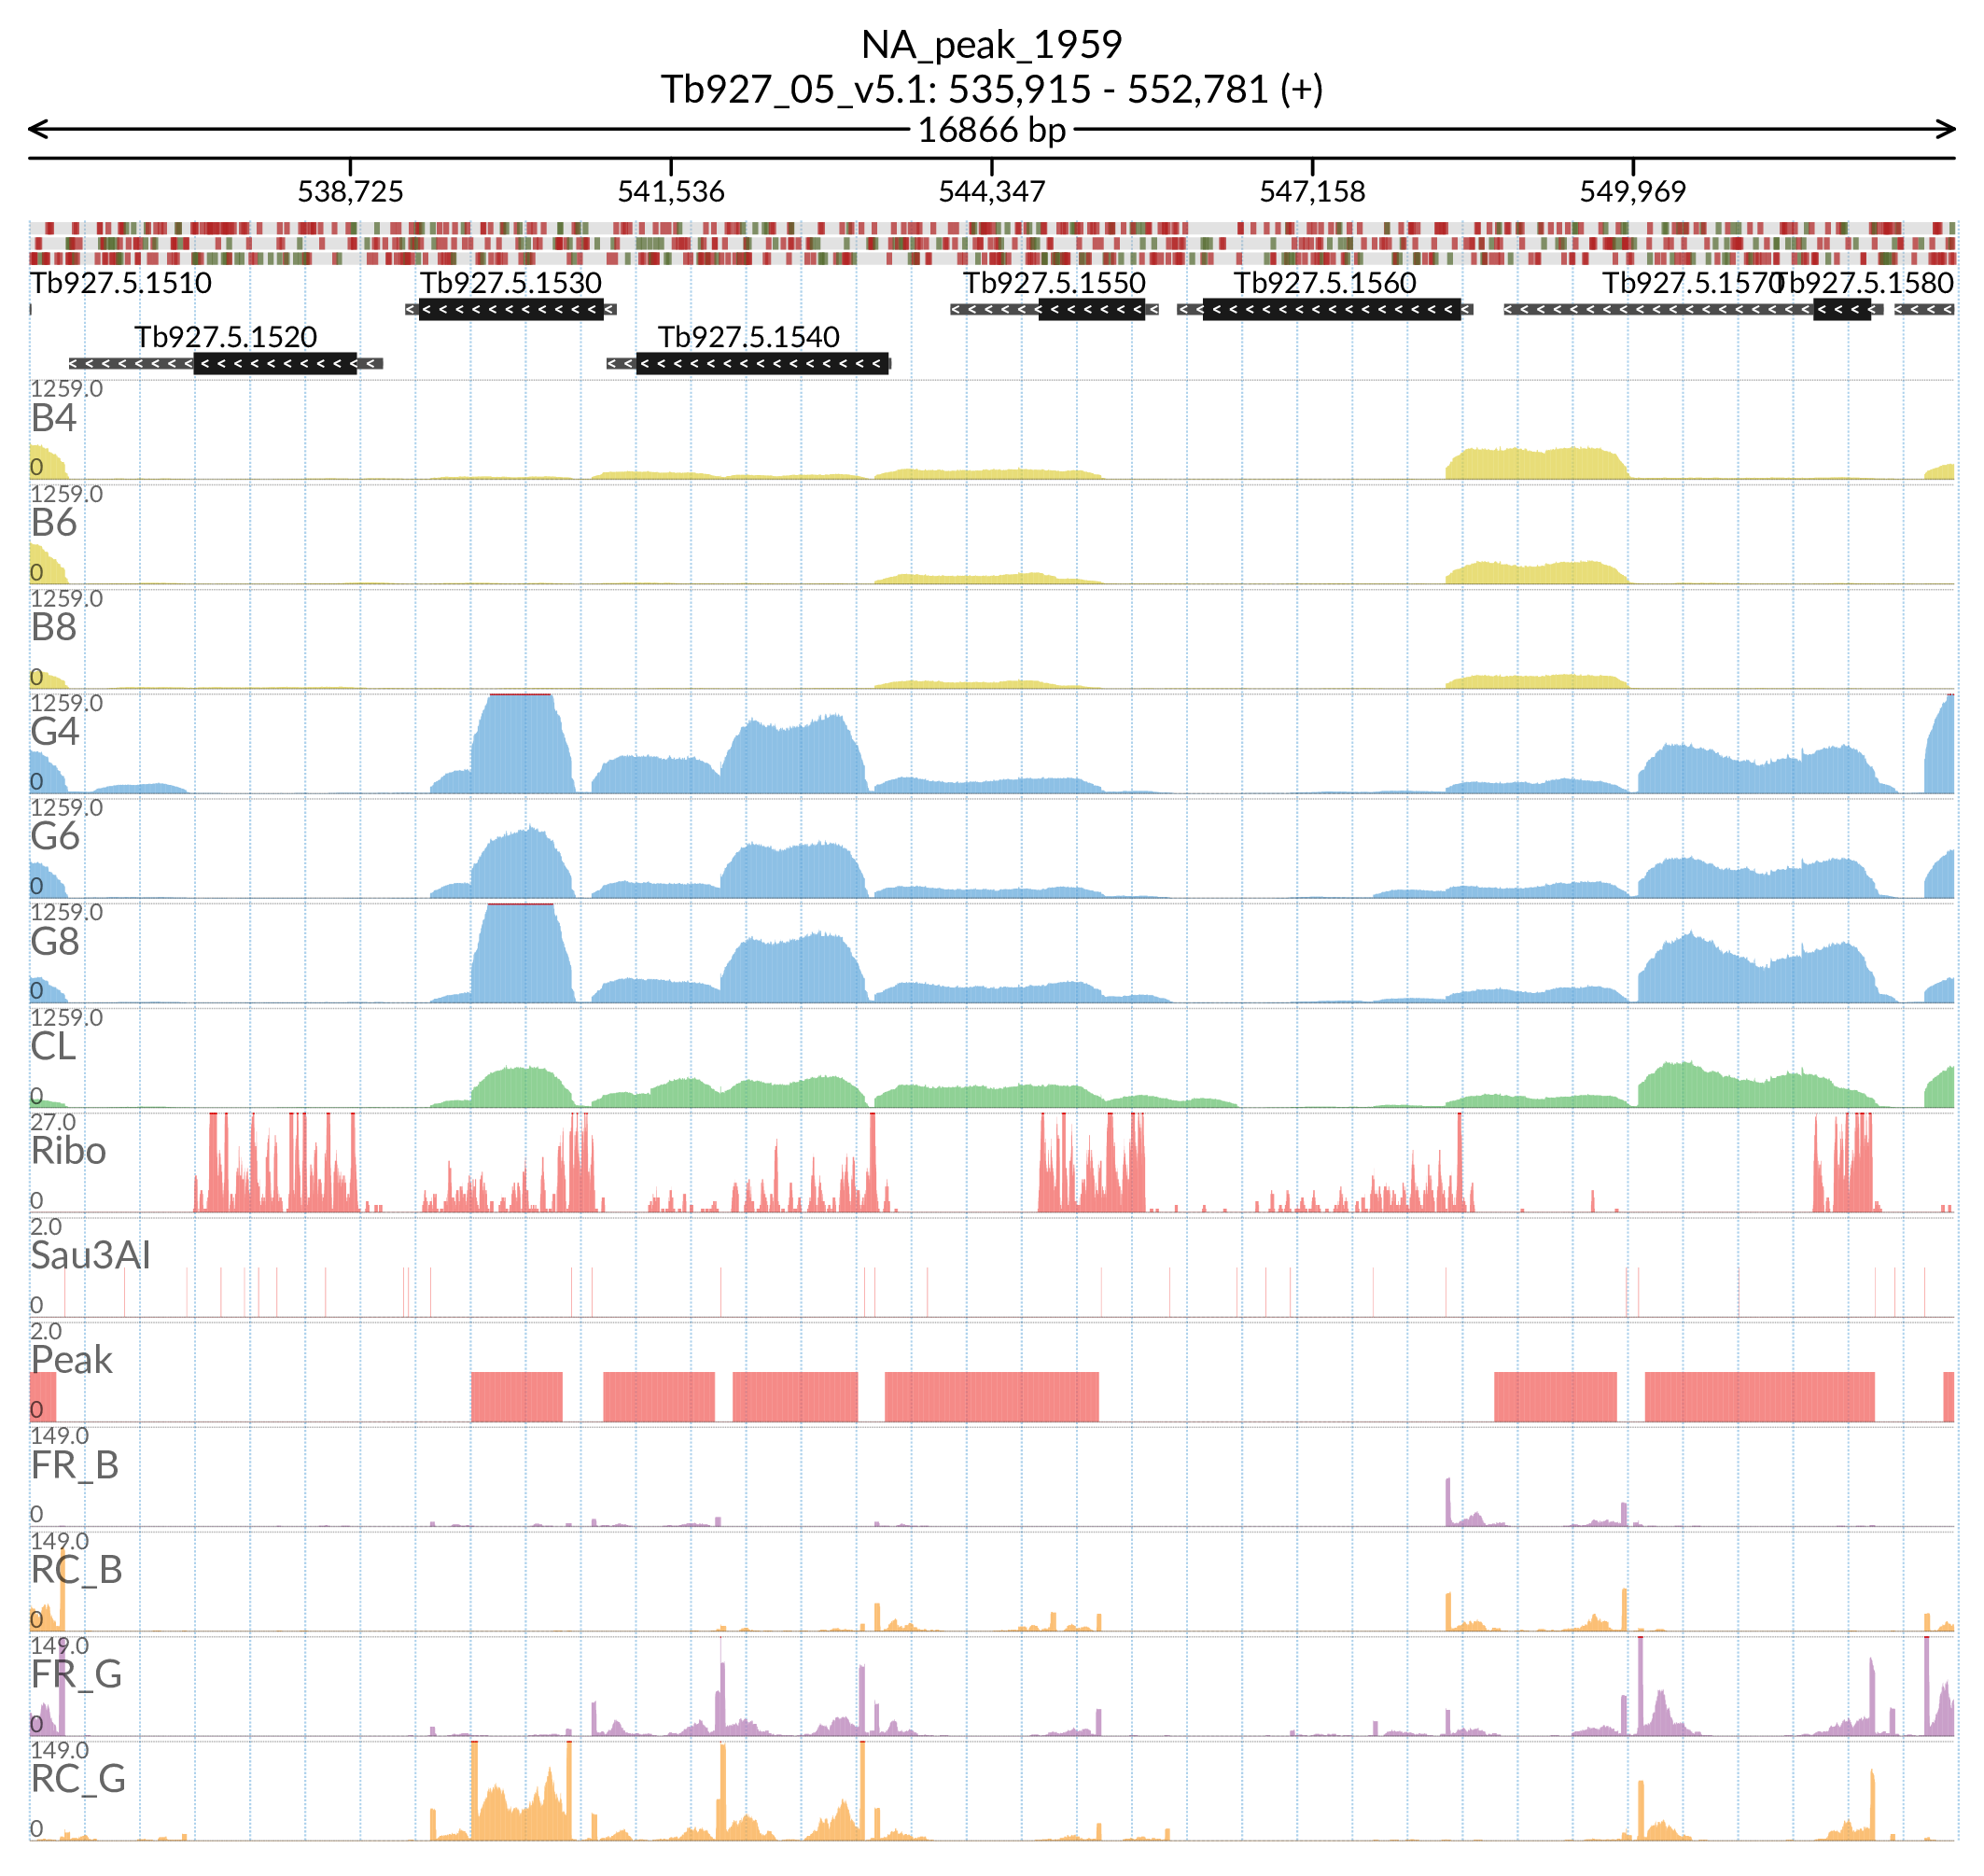 NA_peak_1959
Tb927_05_v5.1: 535,915 - 552,781 (+)
16866 bp
538,725 541,536 544,347 547,158 549,969
Tb927.5.1510 Tb927.5.1530 Tb927.5.1550 Tb927.5.1560 Tb927.5.1570 Tb927.5.1580
Tb927.5.1520 Tb927.5.1540
1259.0
B4
0
1259.0
B6
0
1259.0
B8
0
1259.0
G4
0
1259.0
G6
0
1259.0
G8
0
1259.0
CL
0
27.0
Ribo
0
2.0
Sau3AI
0
2.0
Peak
0
149.0
FR_B
0
149.0
RC_B
0
149.0
FR_G
0
149.0
RC_G
0